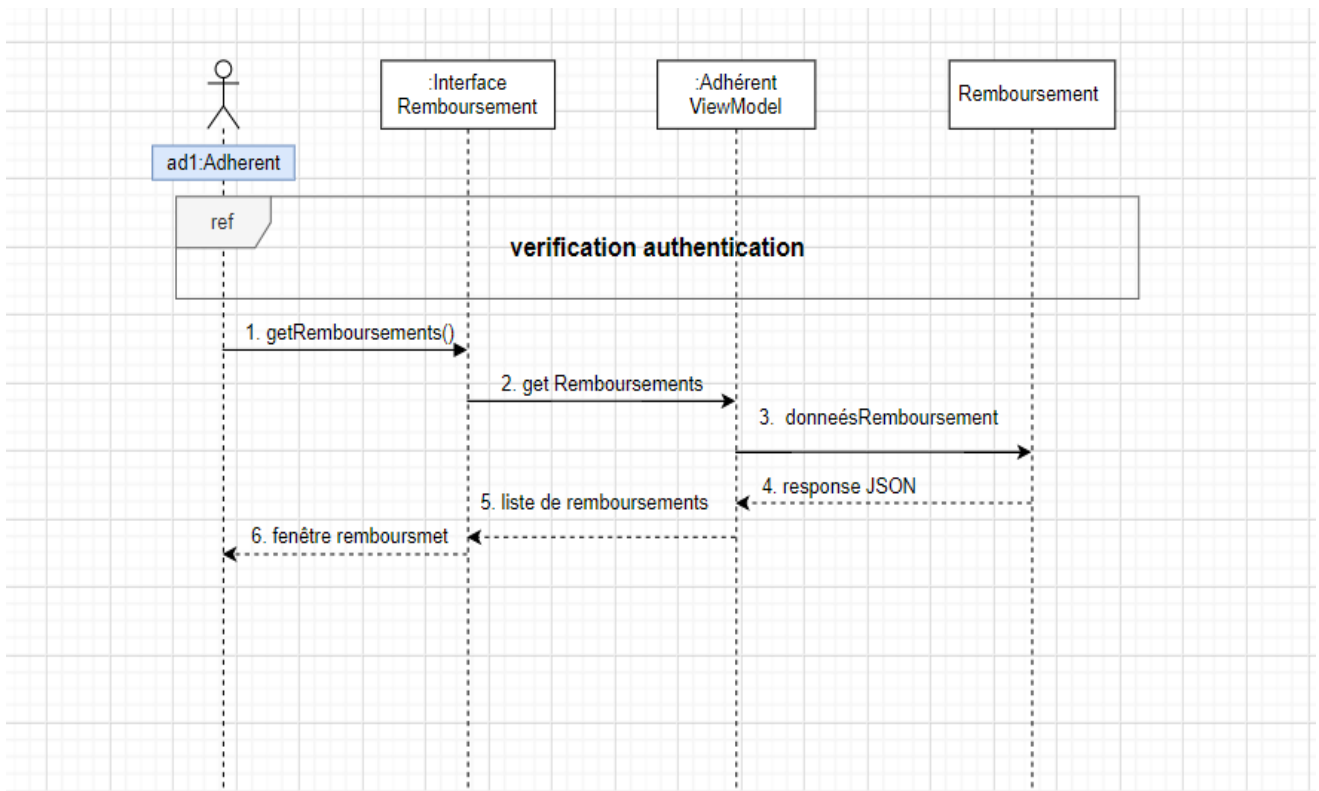 :Interface
Remboursement
:Adhérent
ViewModel
Remboursement
ad1:Adherent
ref
verification authentication
1. getRemboursements()
2. get Remboursements
3. donneésRemboursement
4. response JSON
5. liste de remboursements
6. fenêtre remboursmet